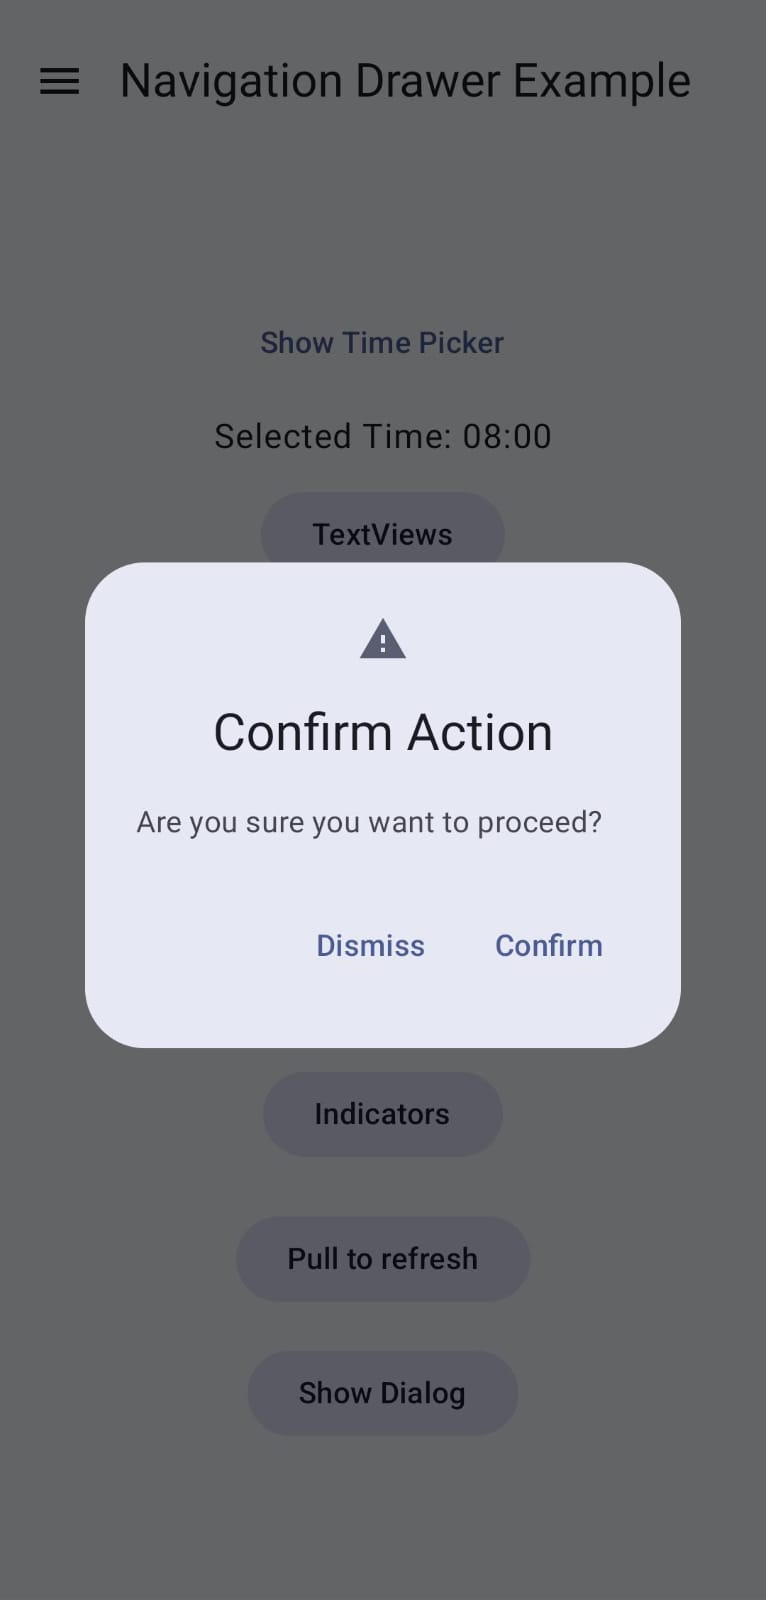 Navigation Drawer Example
Show Time Picker
Selected Time: 08:00
TextViews
Confirm Action
Are you sure you want to proceed?
Dismiss
Confirm
Indicators
Pull to refresh
Show Dialog